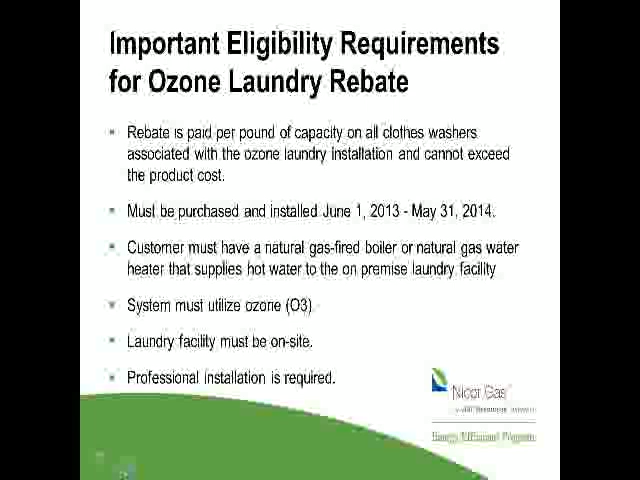 Important Eligibility Requirements
for Ozone Laundry Rebate
Rebate is paid per pound of capacity on all clothes washers
associated with the ozone laundry installation and cannot exceed
the product cost.
Must be purchased and installed June 1, 2013 - May 31, 2014.
Customer must have a natural gas-fired boiler or natural gas water
heater that supplies hot water to the on premise laundry facility
System must utilize ozone (O3).
Laundry facility must be on-site.
Professional installation is required.
Nicor Gas
Energy Efficiency Program